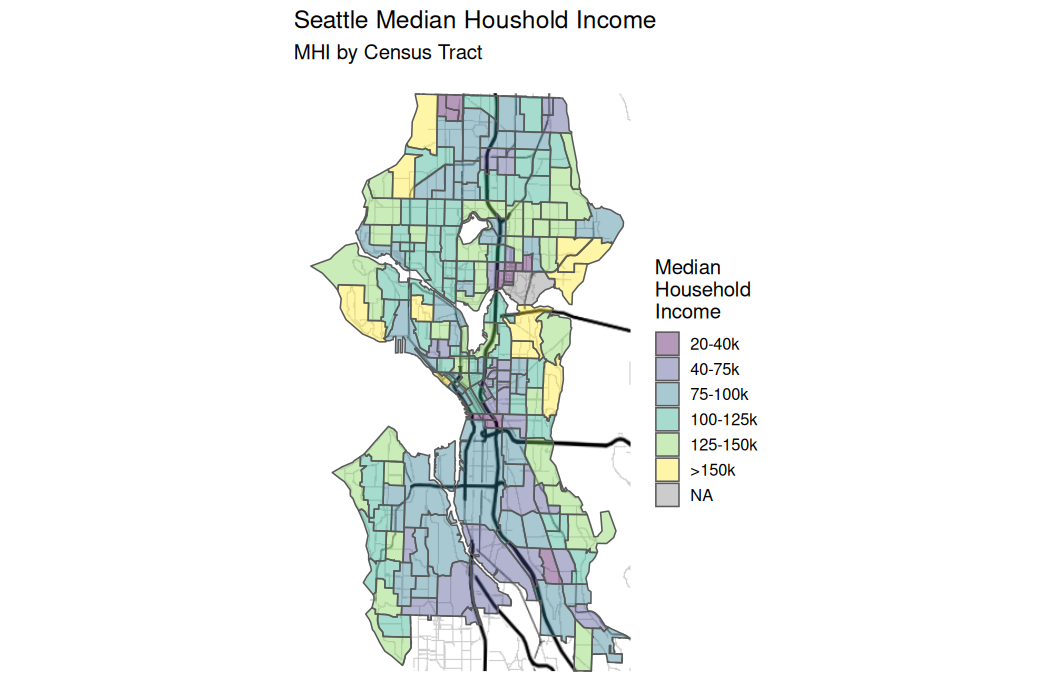 Seattle Median Houshold Income
MHI by Census Tract
Median
Household
Income
20-40k
40-75k
75-100k
100-125k
125-150k
>150k
NA